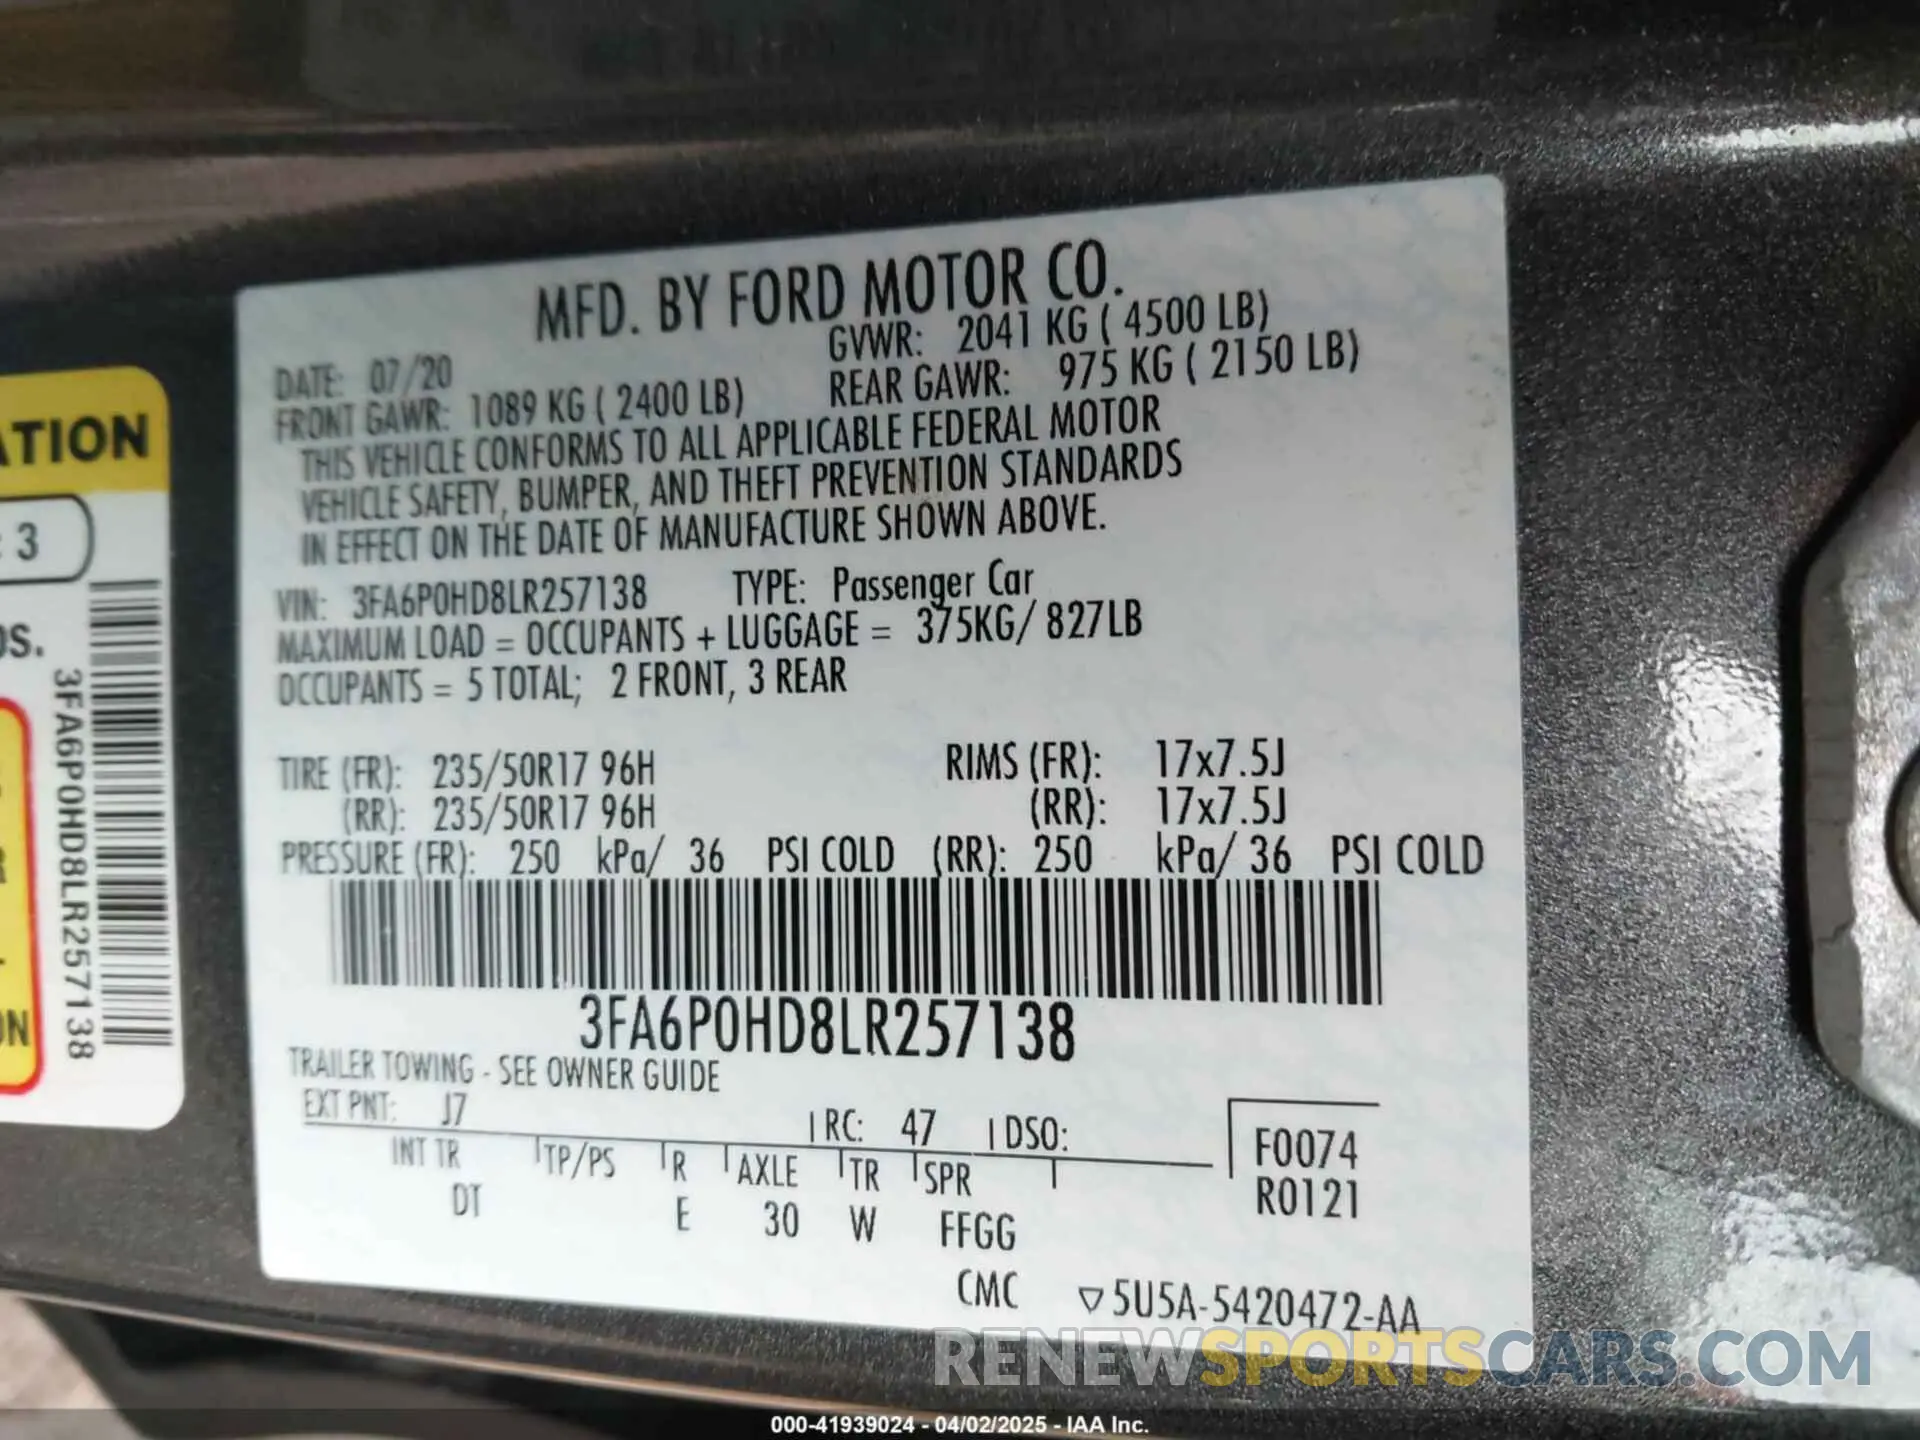 MFD. BY FORD MOTOR CO.
DATE: 07/20 GVWR: 2041 KG ( 4500 LB)
FRONT GAWR: 1089 KG ( 2400 LB) REAR GAWR: 975 KG ( 2150 LB)
THIS VEHICLE CONFORMS TO ALL APPLICABLE FEDERAL MOTOR
VEHICLE SAFETY, BUMPER, AND THEFT PREVENTION STANDARDS
IN EFFECT ON THE DATE OF MANUFACTURE SHOWN ABOVE.
VIN: 3FA6P0HD8LR257138 TYPE: Passenger Car
MAXIMUM LOAD = OCCUPANTS + LUGGAGE = 375KG/ 827LB
OCCUPANTS = 5 TOTAL; 2 FRONT, 3 REAR
TIRE (FR): 235/50R17 96H RIMS (FR): 17x7.5J
(RR): 235/50R17 96H (RR): 17x7.5J
PRESSURE (FR): 250 kPa/ 36 PSI COLD (RR): 250 kPa/ 36 PSI COLD
3FA6P0HD8LR257138
TRAILER TOWING - SEE OWNER GUIDE
EXT PNT: J7 RC: 47 DSO:
INT TR TP/PS R AXLE TR SPR
DT E 30 W FFGG
F0074
R0121
CMC ▽5U5A-5420472-AA
ATION
: 3
OS.
3FA6P0HD8LR257138
ON
RENEWSPORTSCARS.COM
000-41939024 - 04/02/2025 - IAA Inc.